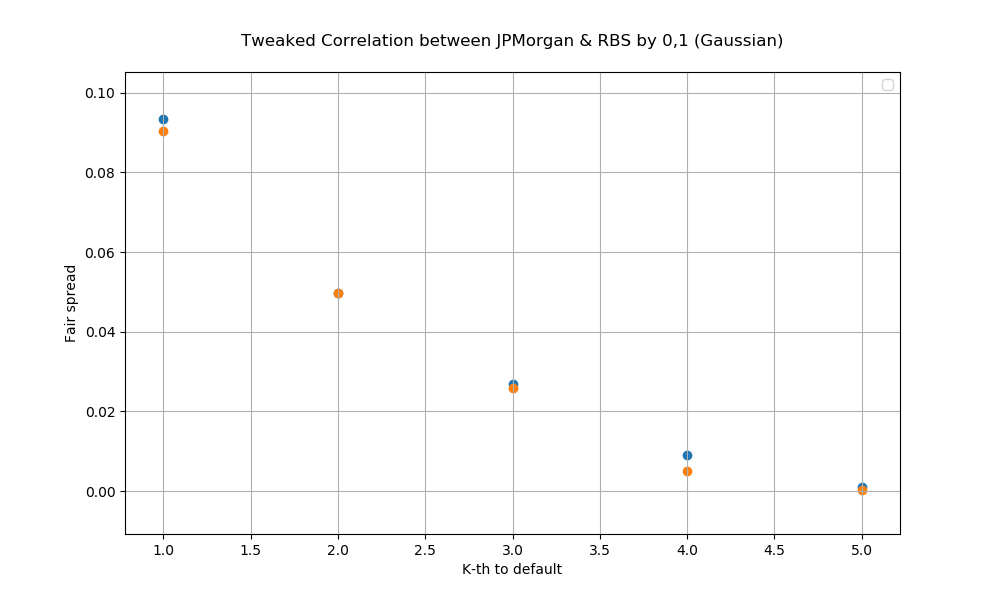 Tweaked Correlation between JPMorgan & RBS by 0,1 (Gaussian)
0.10
0.08
0.06
0.04
0.02
0.00
Fair spread
1.0 1.5 2.0 2.5 3.0 3.5 4.0 4.5 5.0
K-th to default